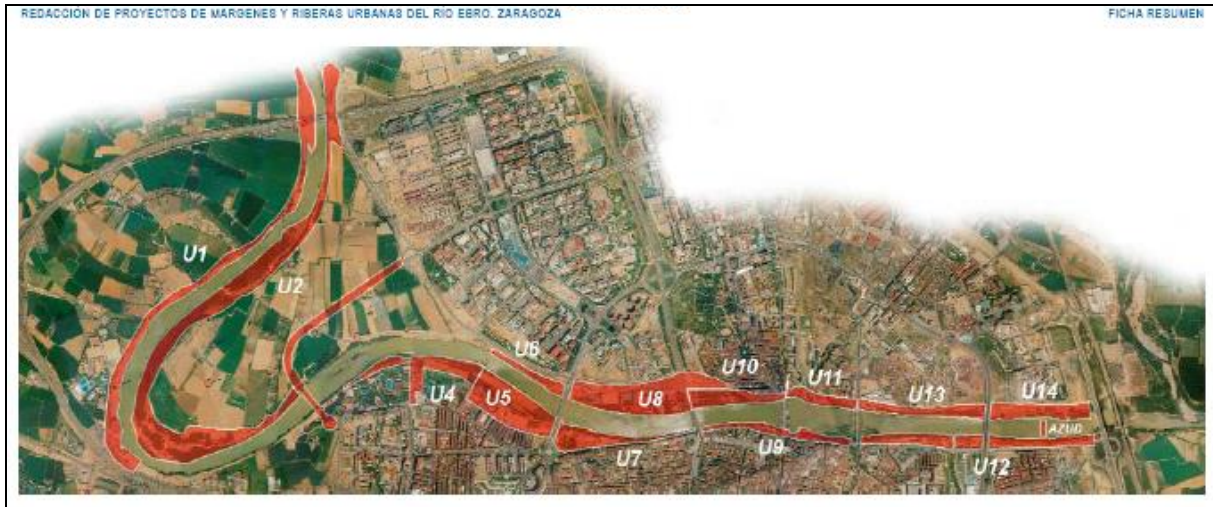 REDACCIÓN DE PROYECTOS DE MÁRGENES Y RIBERAS URBANAS DEL RIO EBRO. ZARAGOZA
FICHA RESUMEN
U1
U2
U6
U4
U5
U10
U11
U8
U13
U14
AZUD
U7
U9
U12